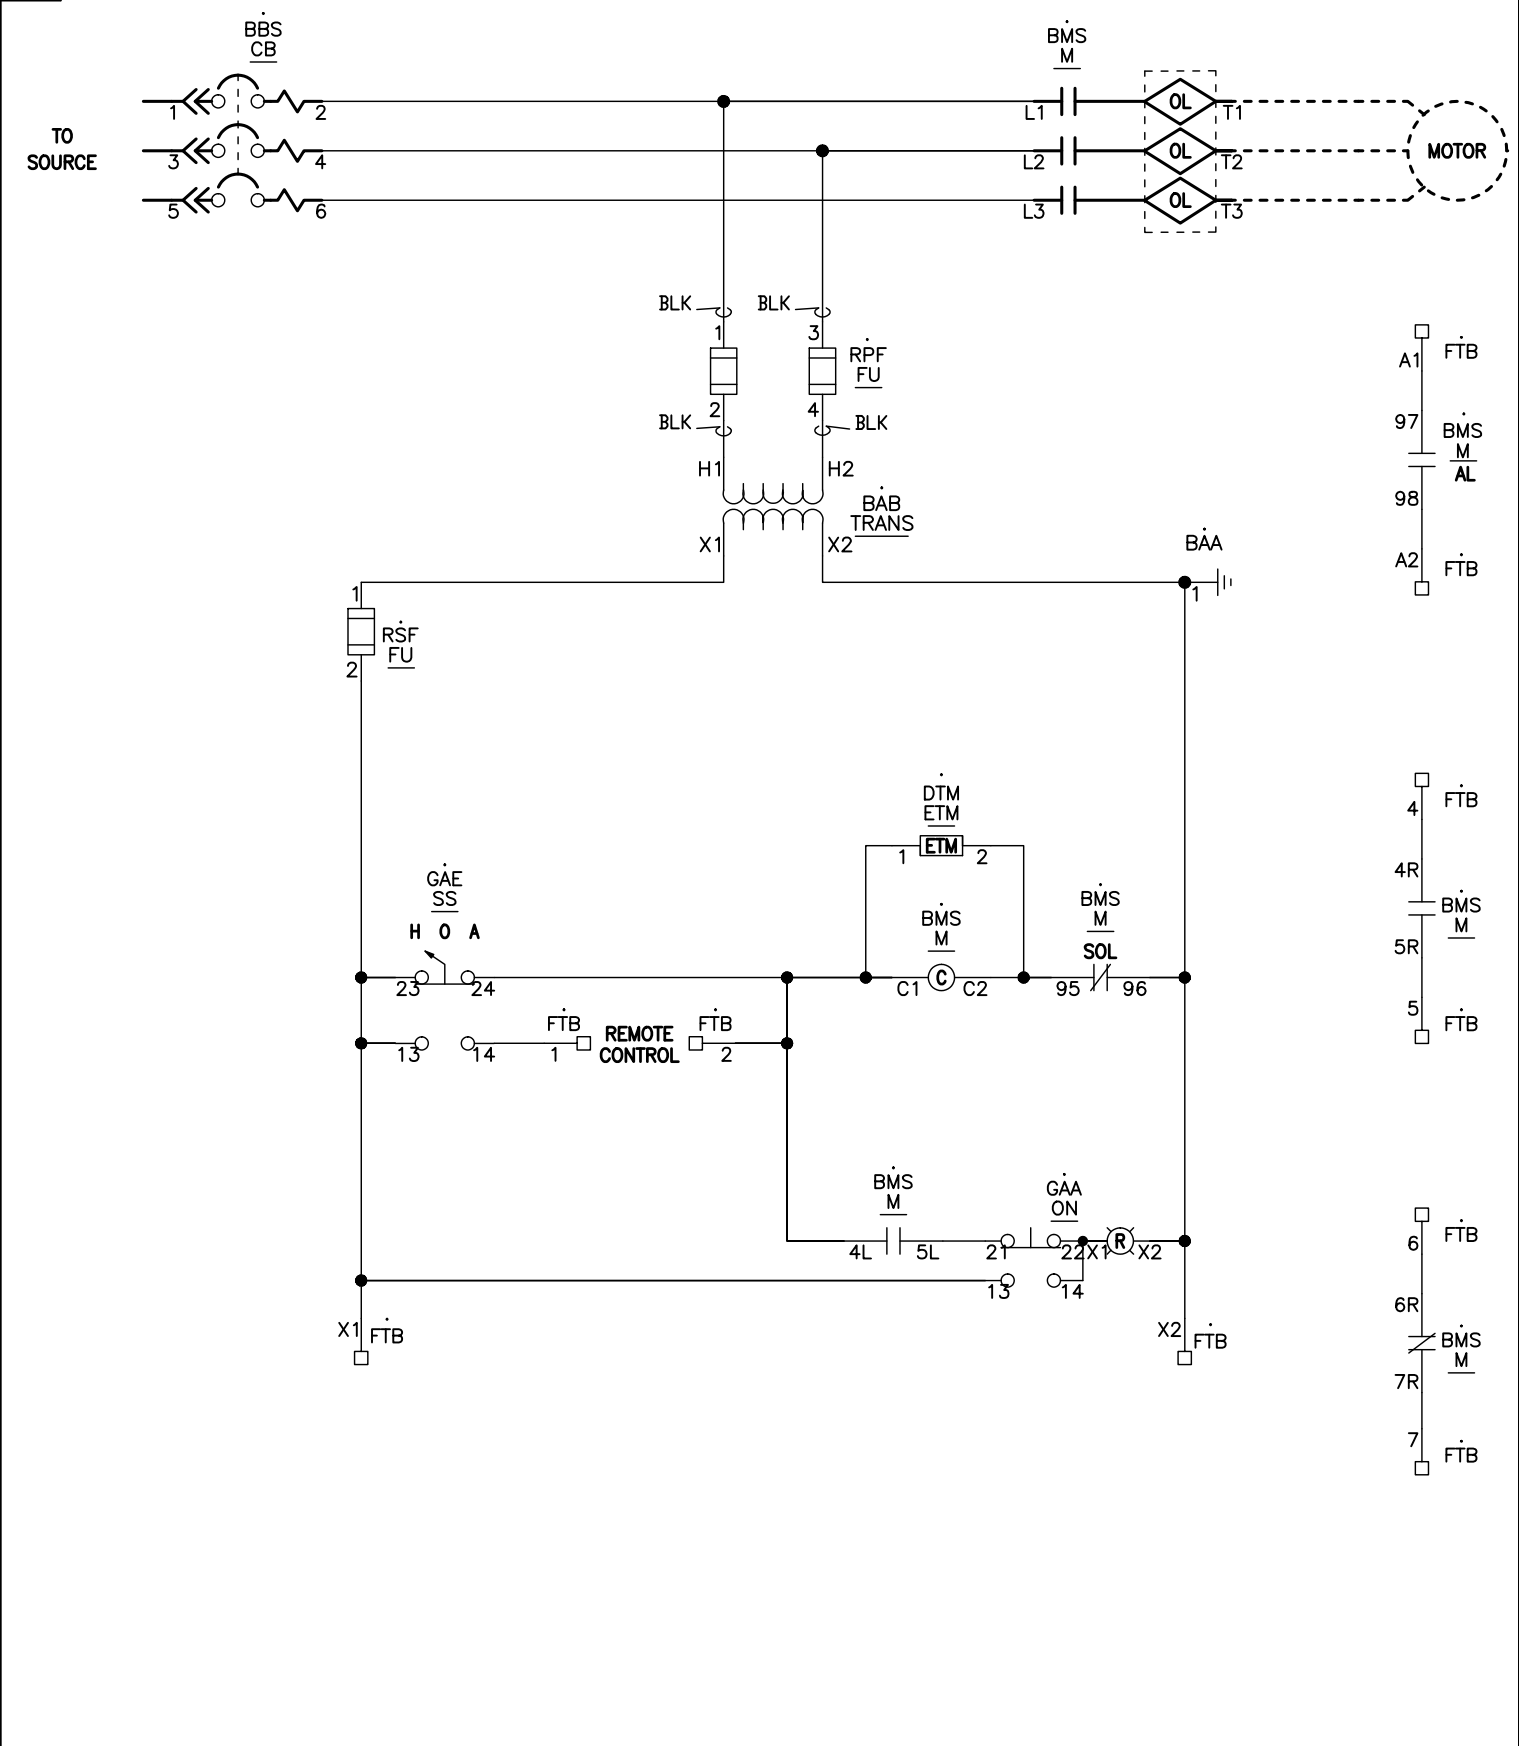 BBS
CB
BMS
M
1
2
L1
OL
T1
TO
SOURCE
3
4
L2
OL
T2
MOTOR
5
6
L3
OL
T3
BLK
BLK
1
3
RPF
FU
2
4
BLK
BLK
H1
H2
BAB
TRANS
X1
X2
BAA
1
1
RSF
FU
2
A1
FTB
97
BMS
M
AL
98
A2
FTB
DTM
ETM
1
ETM
2
GAE
SS
H O A
BMS
M
BMS
M
SOL
23
24
C1
C
C2
95
96
13
14
FTB
1
REMOTE
CONTROL
FTB
2
4
FTB
4R
BMS
M
5R
5
FTB
BMS
M
GAA
ON
4L
5L
21
22
X1
R
X2
13
14
X1
FTB
X2
FTB
6
FTB
6R
BMS
M
7R
7
FTB